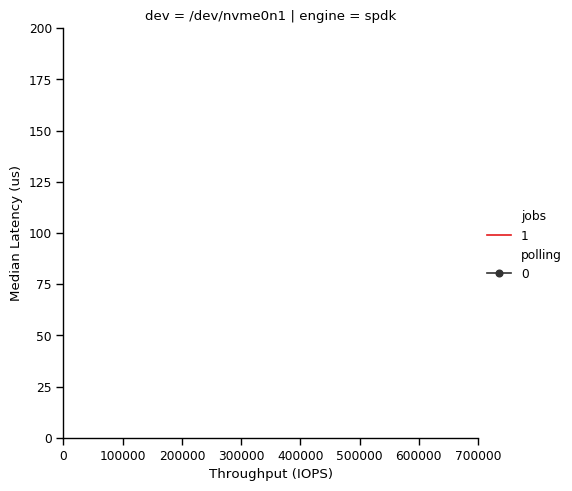 dev = /dev/nvme0n1 | engine = spdk
200
175
150
125
100
75
50
25
0
Median Latency (us)
0 100000 200000 300000 400000 500000 600000 700000
Throughput (IOPS)
jobs
1
polling
0